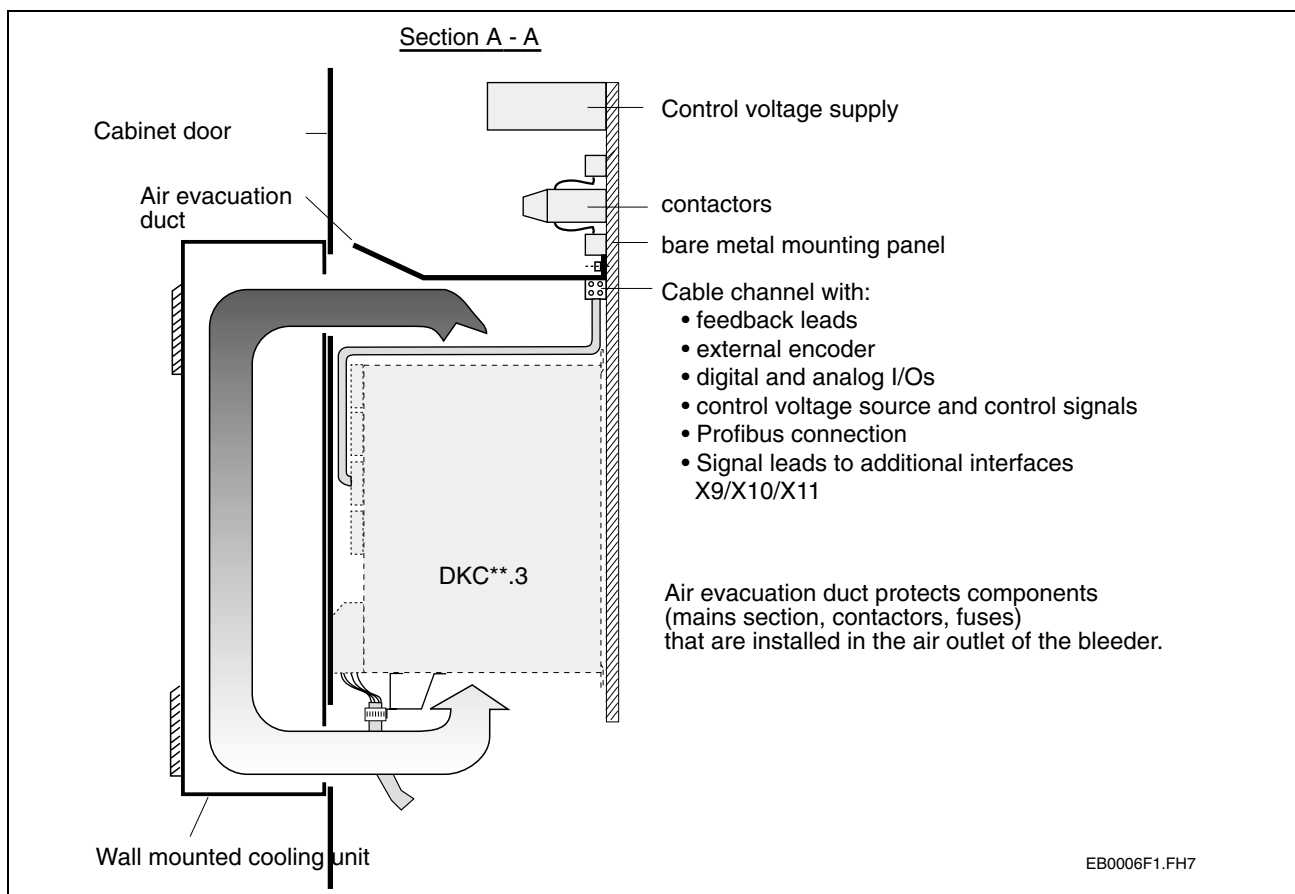 Section A - A
Control voltage supply
Cabinet door
Air evacuation
duct
contactors
bare metal mounting panel
Cable channel with:
• feedback leads
• external encoder
• digital and analog I/Os
• control voltage source and control signals
• Profibus connection
• Signal leads to additional interfaces
X9/X10/X11
DKC**.3
Air evacuation duct protects components
(mains section, contactors, fuses)
that are installed in the air outlet of the bleeder.
Wall mounted cooling unit
EB0006F1.FH7